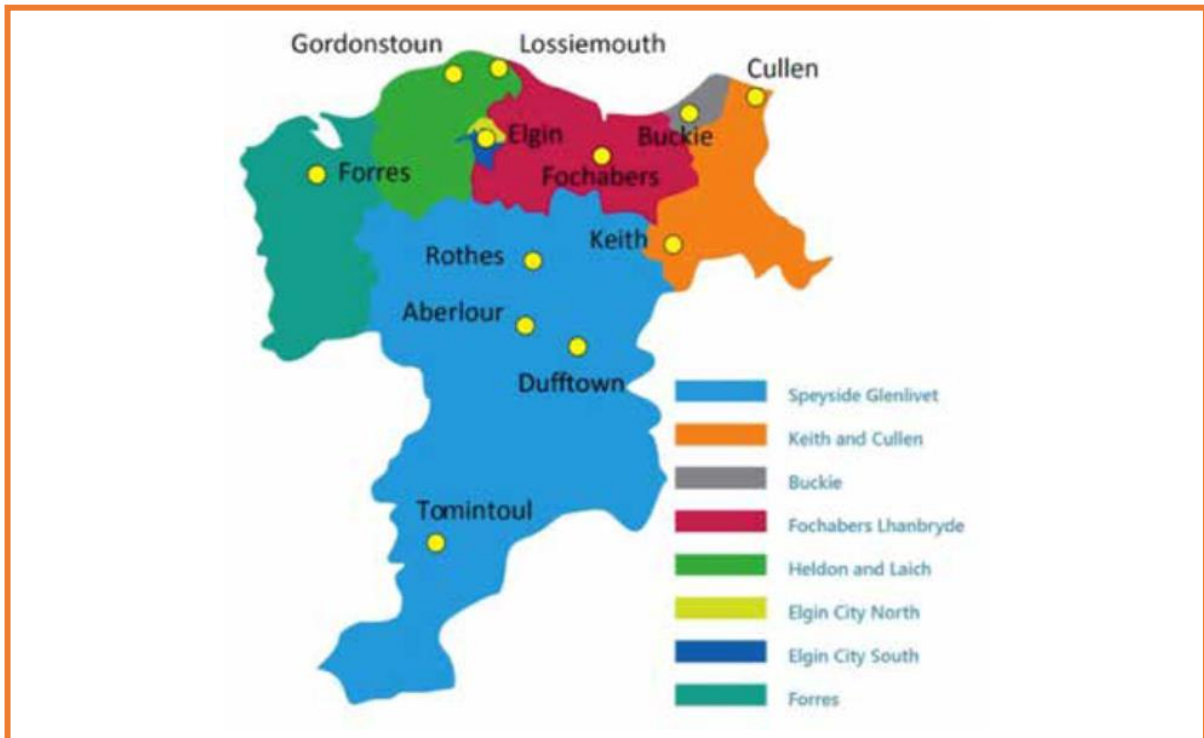 Gordonstoun
Lossiemouth
Cullen
Elgin
Buckie
Forres
Fochabers
Keith
Rothes
Aberlour
Dufftown
Tomintoul
Speyside Glenlivet
Keith and Cullen
Buckie
Fochabers Lhanbryde
Heldon and Laich
Elgin City North
Elgin City South
Forres